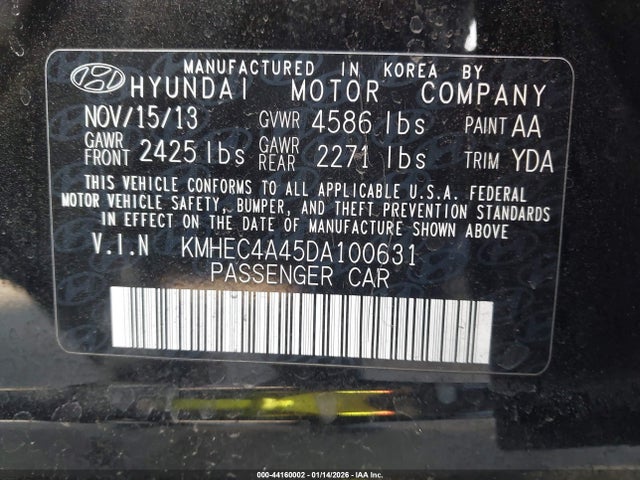 MANUFACTURED IN KOREA BY
HYUNDAI MOTOR COMPANY
NOV/15/13 GVWR 4586 lbs PAINT AA
GAWR FRONT 2425 lbs GAWR REAR 2271 lbs TRIM YDA
THIS VEHICLE CONFORMS TO ALL APPLICABLE U.S.A. FEDERAL
MOTOR VEHICLE SAFETY, BUMPER, AND THEFT PREVENTION STANDARDS
IN EFFECT ON THE DATE OF MANUFACTURE SHOWN ABOVE
V.I.N KMHEC4A45DA100631
PASSENGER CAR
000-44160002 - 01/14/2026 - IAA Inc.